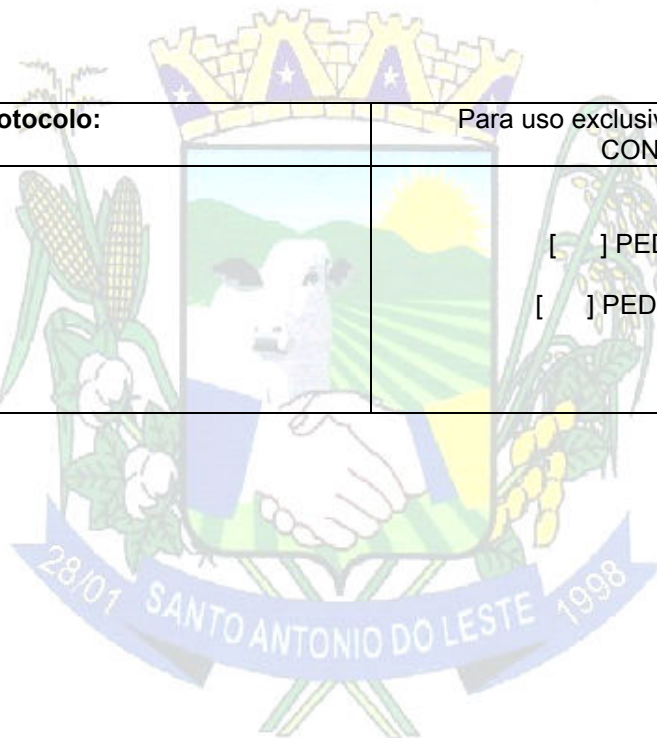 otocolo:
Para uso exclusiv
CON
[ ] PED
[ ] PED
28/01 SANTO ANTONIO DO LESTE 1998